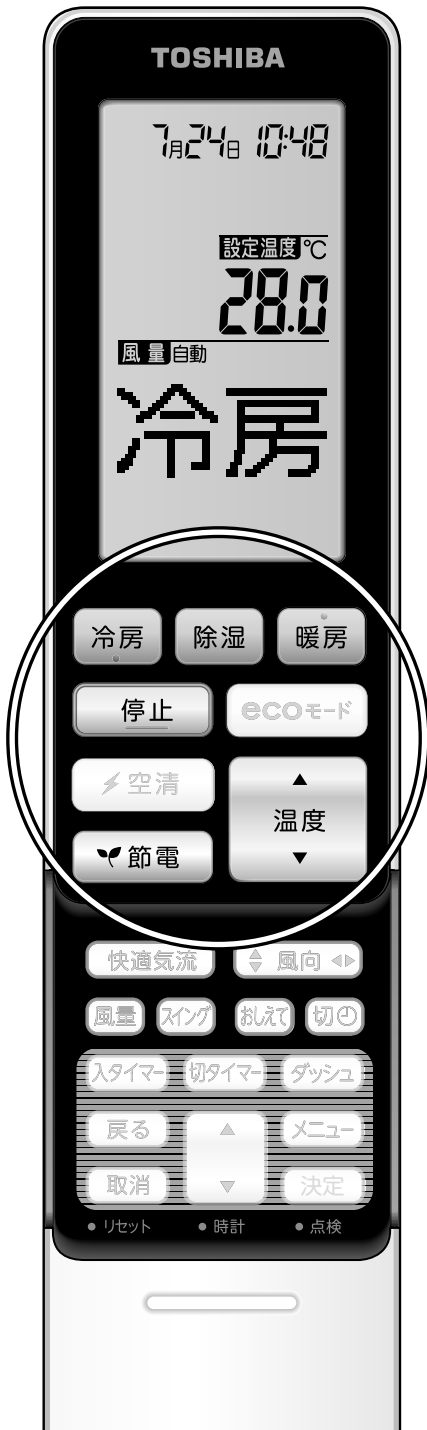 TOSHIBA
7月24日 10:48
設定温度 ℃
28.0
風量 自動
冷房
冷房 除湿 暖房
停止 ecoモード
空清
温度
節電
快適気流 風向
風量 スイング おしえて 切
入タイマー 切タイマー ダッシュ
戻る メニュー
取消 決定
リセット 時計 点検